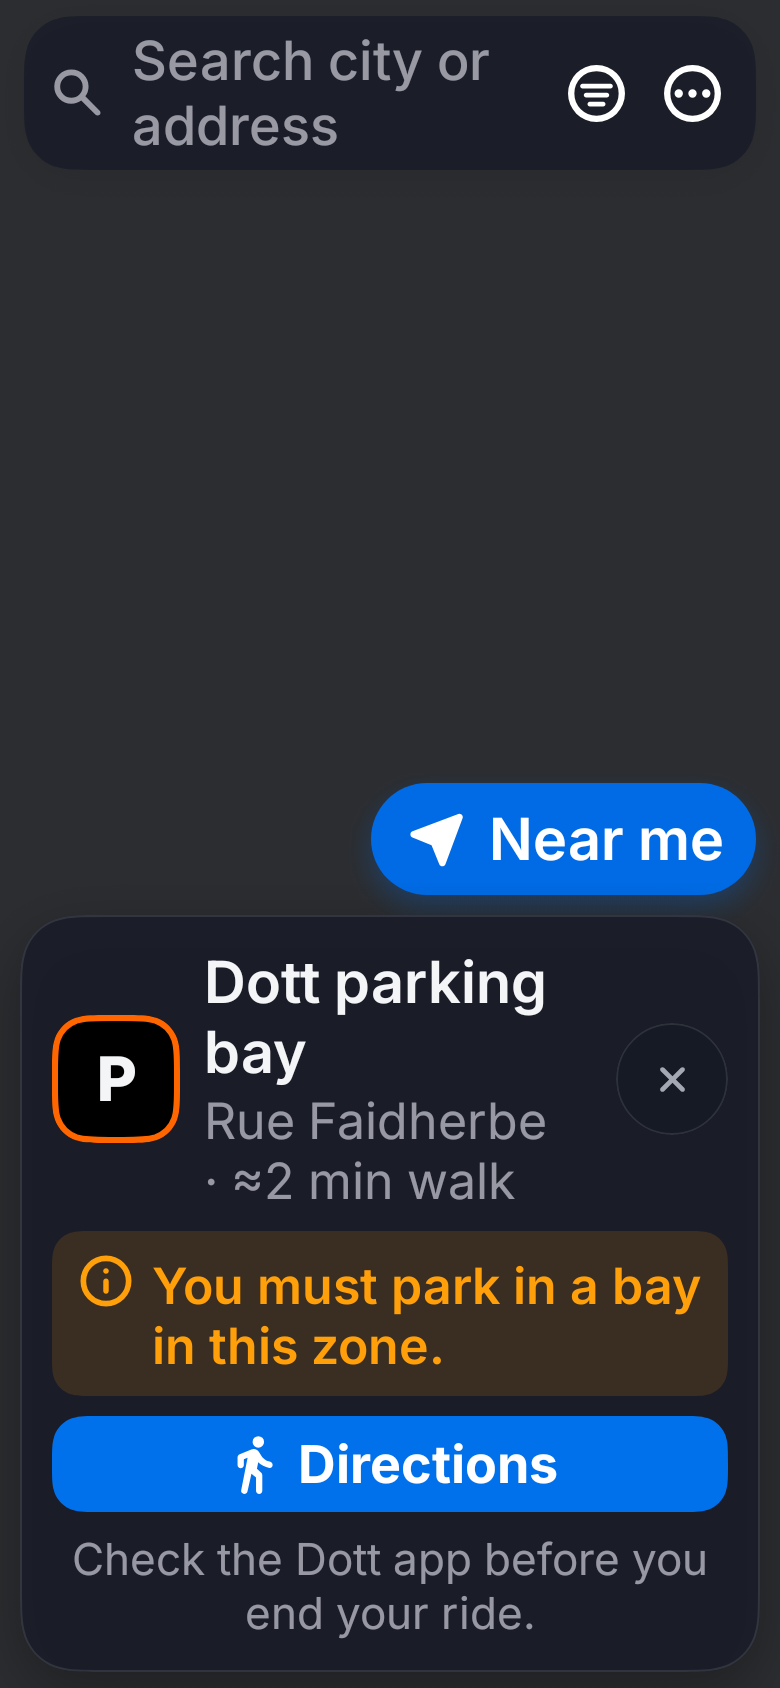 Search city or
address
Near me
Dott parking
bay
P
Rue Faidherbe
· ≈2 min walk
You must park in a bay
in this zone.
Directions
Check the Dott app before you
end your ride.